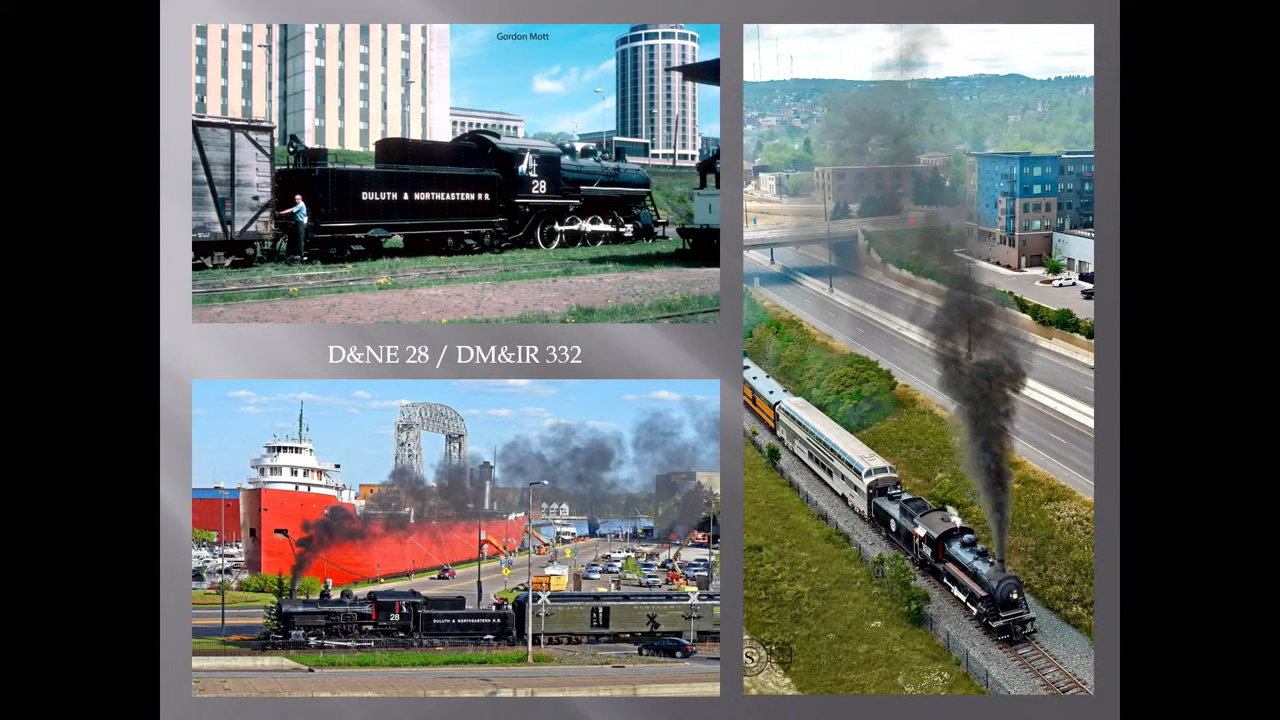 Gordon Mott
28
DULUTH & NORTHEASTERN R.R.
D&NE 28 / DM&IR 332
28
DULUTH & NORTHEASTERN R.R.
S